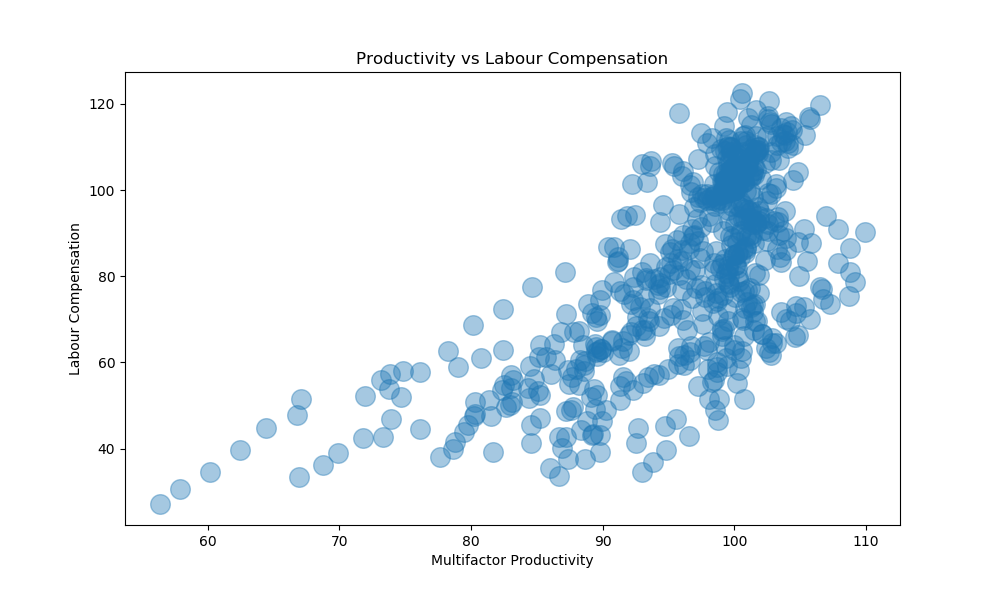 Productivity vs Labour Compensation
120
100
80
60
40
Labour Compensation
60 70 80 90 100 110
Multifactor Productivity